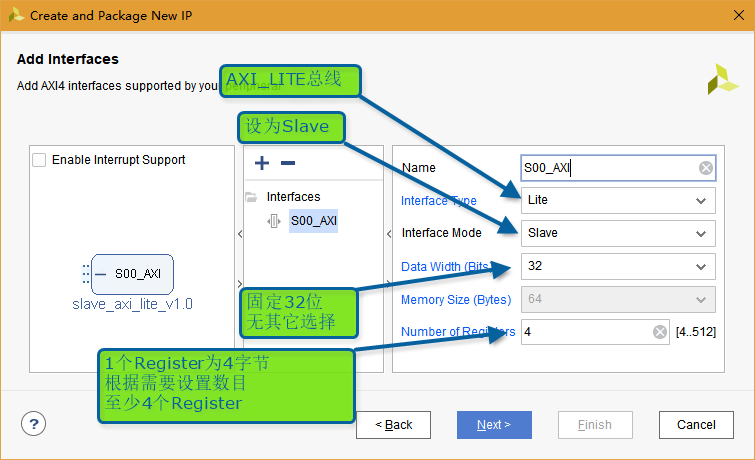 Create and Package New IP
Add Interfaces
Add AXI4 interfaces supported by your peripheral
AXI_LITE总线
设为Slave
Enable Interrupt Support
S00_AXI
slave_axi_lite_v1.0
Interfaces
S00_AXI
Name
S00_AXI
Interface Type
Lite
Interface Mode
Slave
Data Width (Bits
32
Memory Size (Bytes)
64
Number of Registers
4
[4..512]
固定32位
无其它选择
1个Register为4字节
根据需要设置数目
至少4个Register
?
< Back
Next >
Finish
Cancel